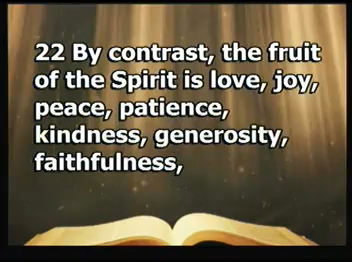 22 By contrast, the fruit
of the Spirit is love, joy,
peace, patience,
kindness, generosity,
faithfulness,